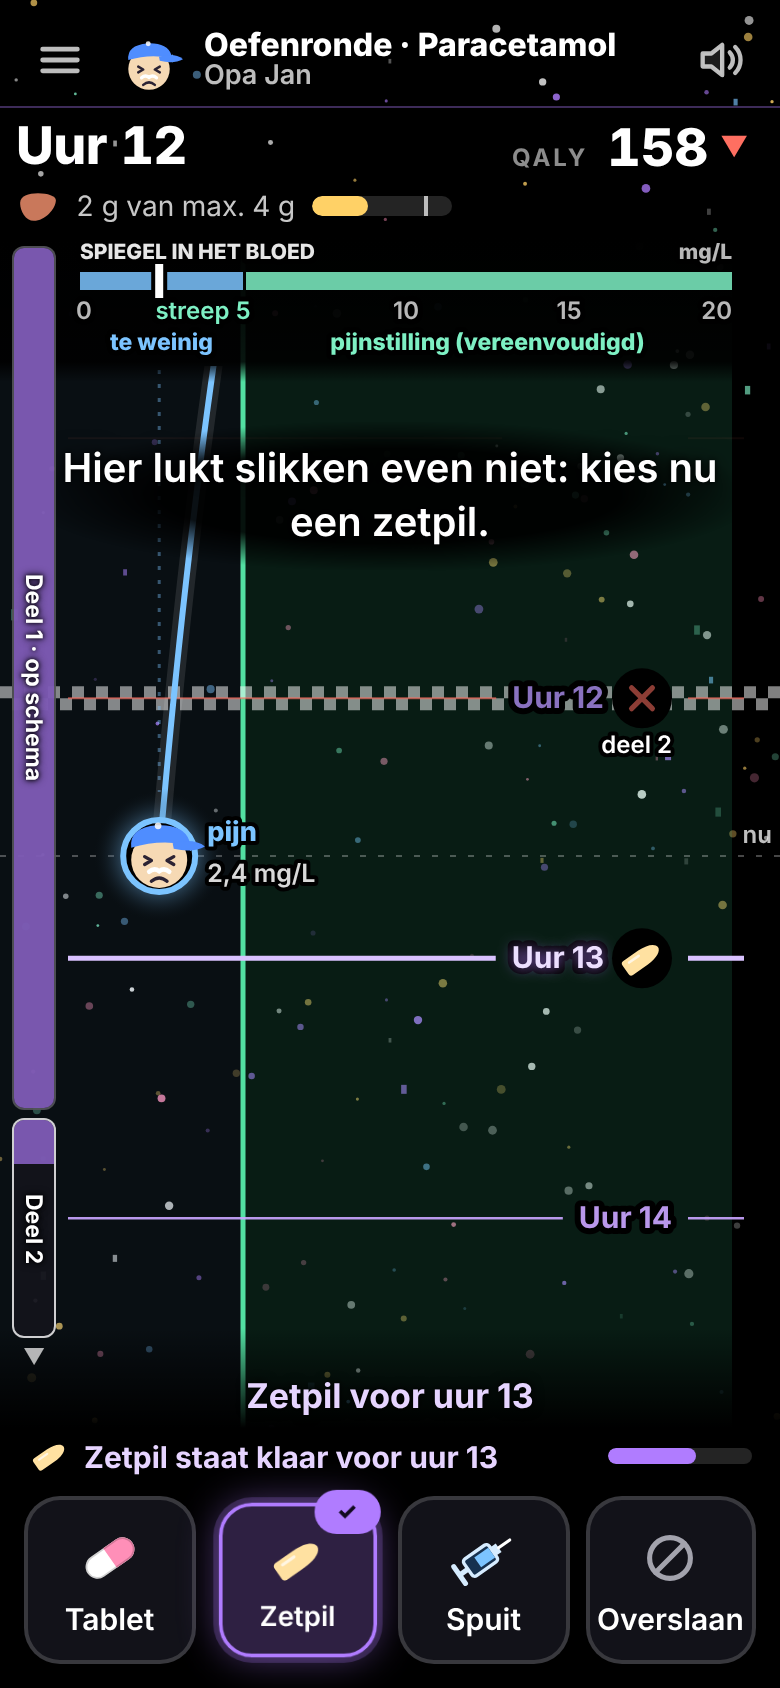 Oefenronde · Paracetamol
Opa Jan
Uur 12
QALY 158
2 g van max. 4 g
SPIEGEL IN HET BLOED
mg/L
0 streep 5 10 15 20
te weinig
pijnstilling (vereenvoudigd)
Hier lukt slikken even niet: kies nu
een zetpil.
Deel 1 · op schema
Uur 12
deel 2
nu
pijn
2,4 mg/L
Uur 13
Deel 2
Uur 14
Zetpil voor uur 13
Zetpil staat klaar voor uur 13
Tablet
Zetpil
Spuit
Overslaan